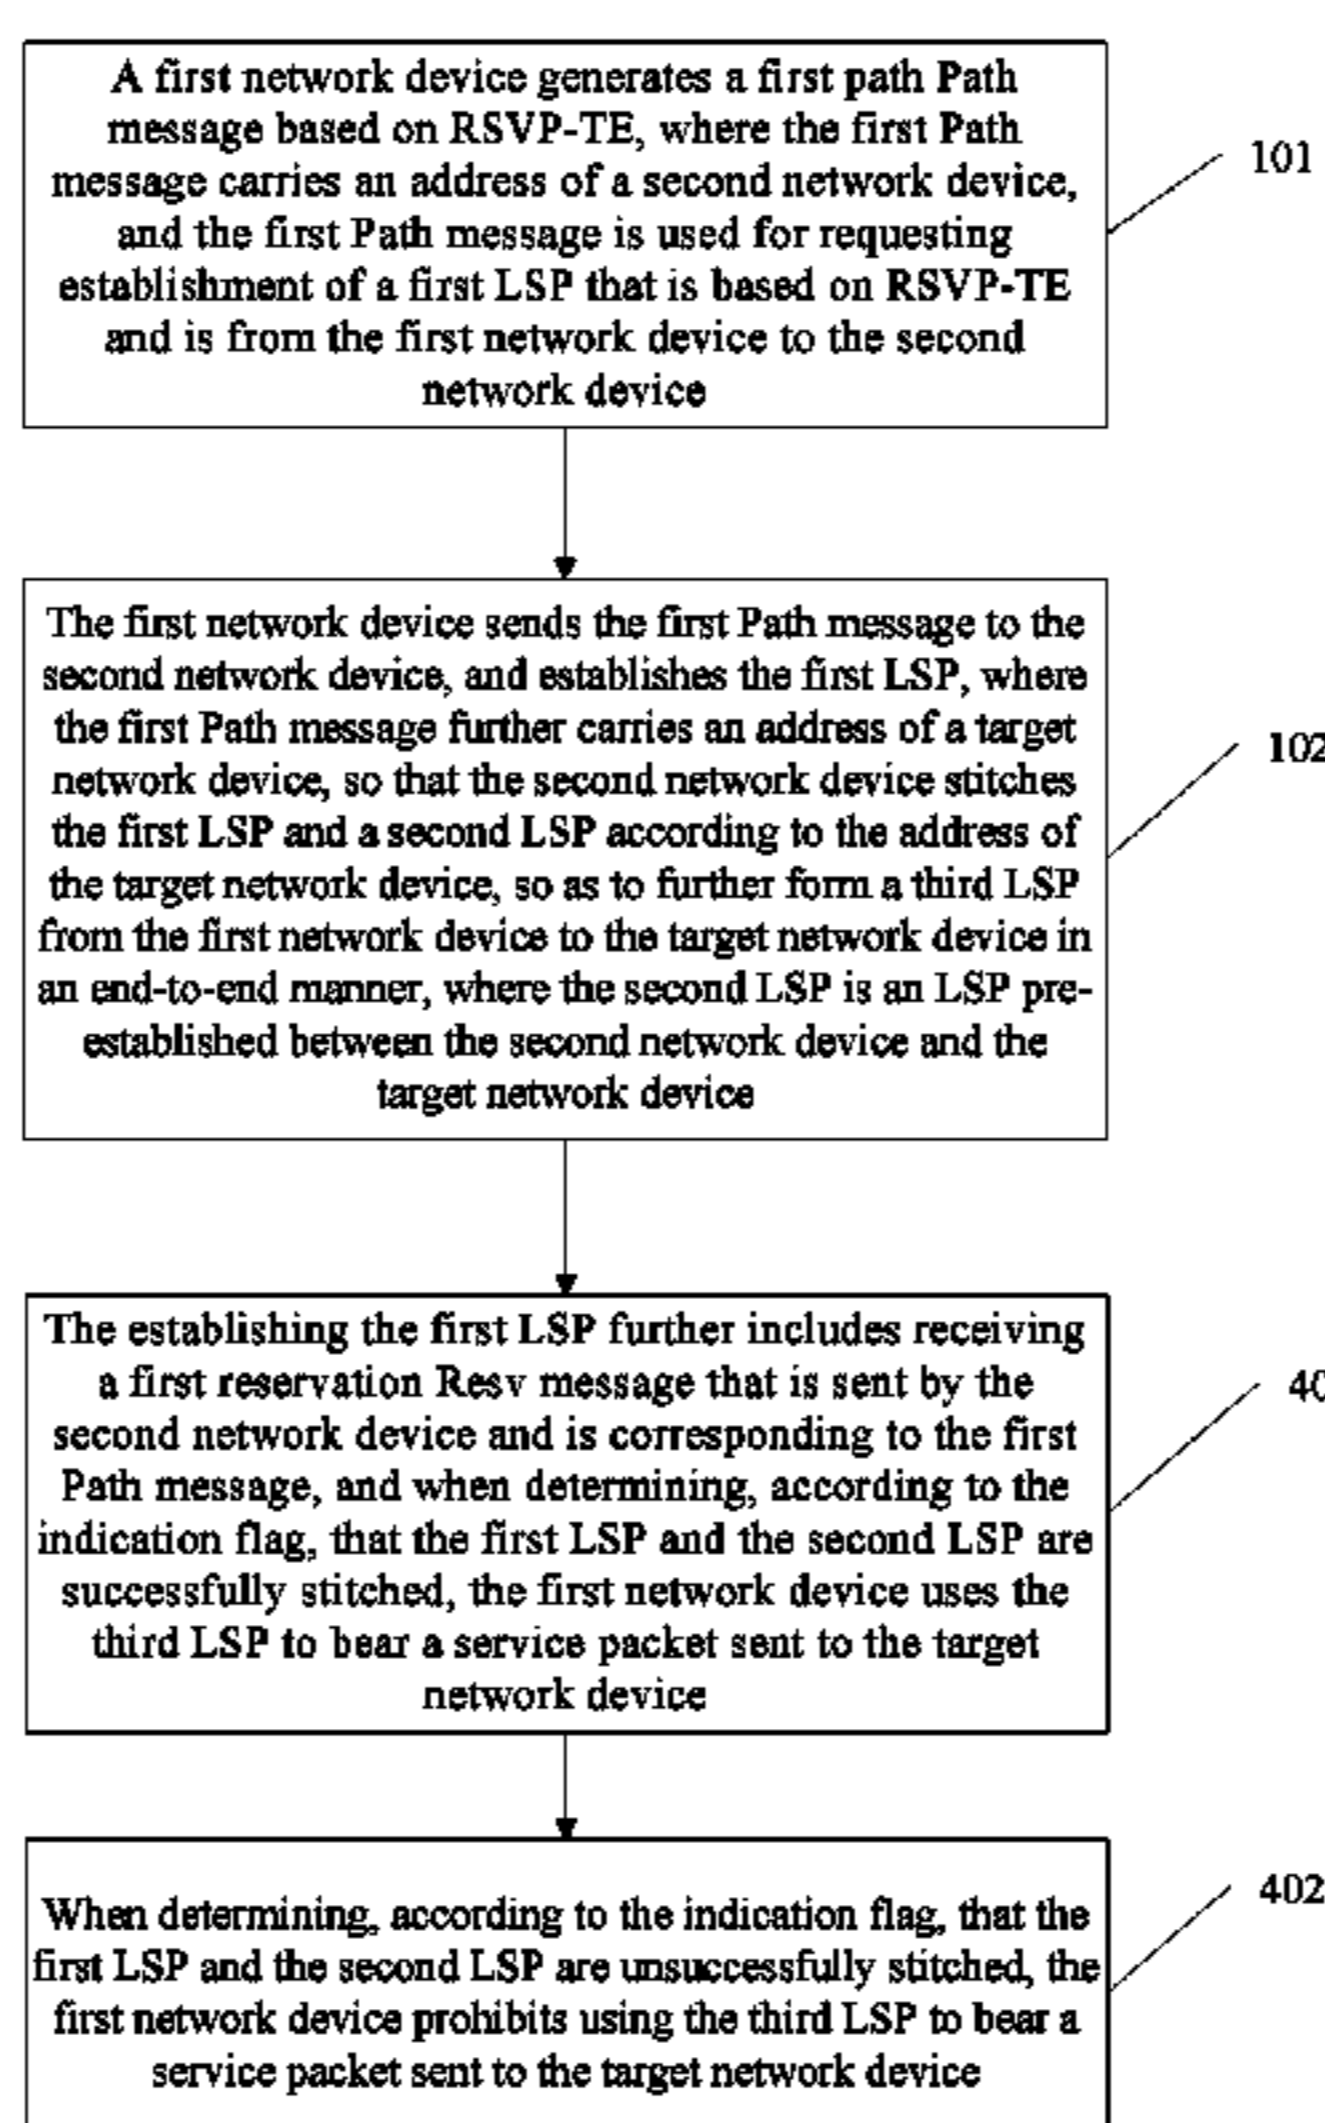 A first network device generates a first path Path
message based on RSVP-TE, where the first Path
message carries an address of a second network device,
and the first Path message is used for requesting
establishment of a first LSP that is based on RSVP-TE
and is from the first network device to the second
network device
101
The first network device sends the first Path message to the
second network device, and establishes the first LSP, where
the first Path message further carries an address of a target
network device, so that the second network device stitches
the first LSP and a second LSP according to the address of
the target network device, so as to further form a third LSP
from the first network device to the target network device in
an end-to-end manner, where the second LSP is an LSP pre-
established between the second network device and the
target network device
102
The establishing the first LSP further includes receiving
a first reservation Resv message that is sent by the
second network device and is corresponding to the first
Path message, and when determining, according to the
indication flag, that the first LSP and the second LSP are
successfully stitched, the first network device uses the
third LSP to bear a service packet sent to the target
network device
40
When determining, according to the indication flag, that the
first LSP and the second LSP are unsuccessfully stitched, the
first network device prohibits using the third LSP to bear a
service packet sent to the target network device
402